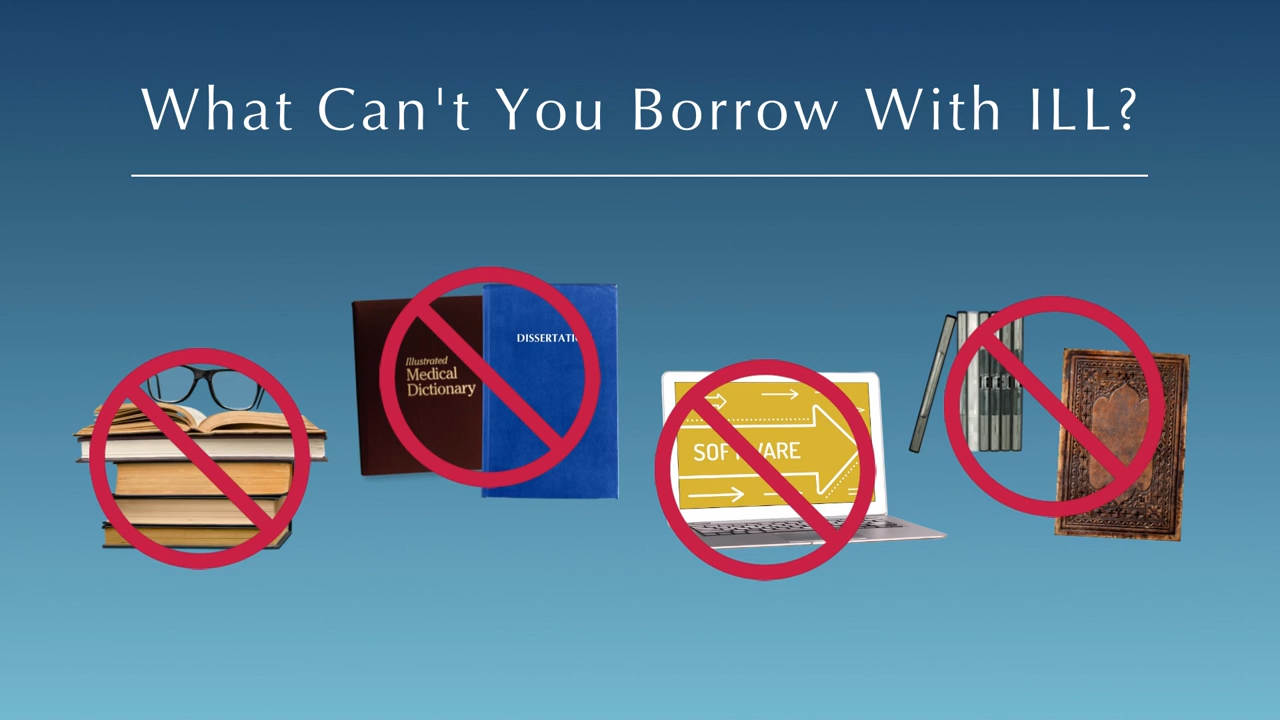 What Can't You Borrow With ILL?
Illustrated
Medical
Dictionary
SOFTWARE